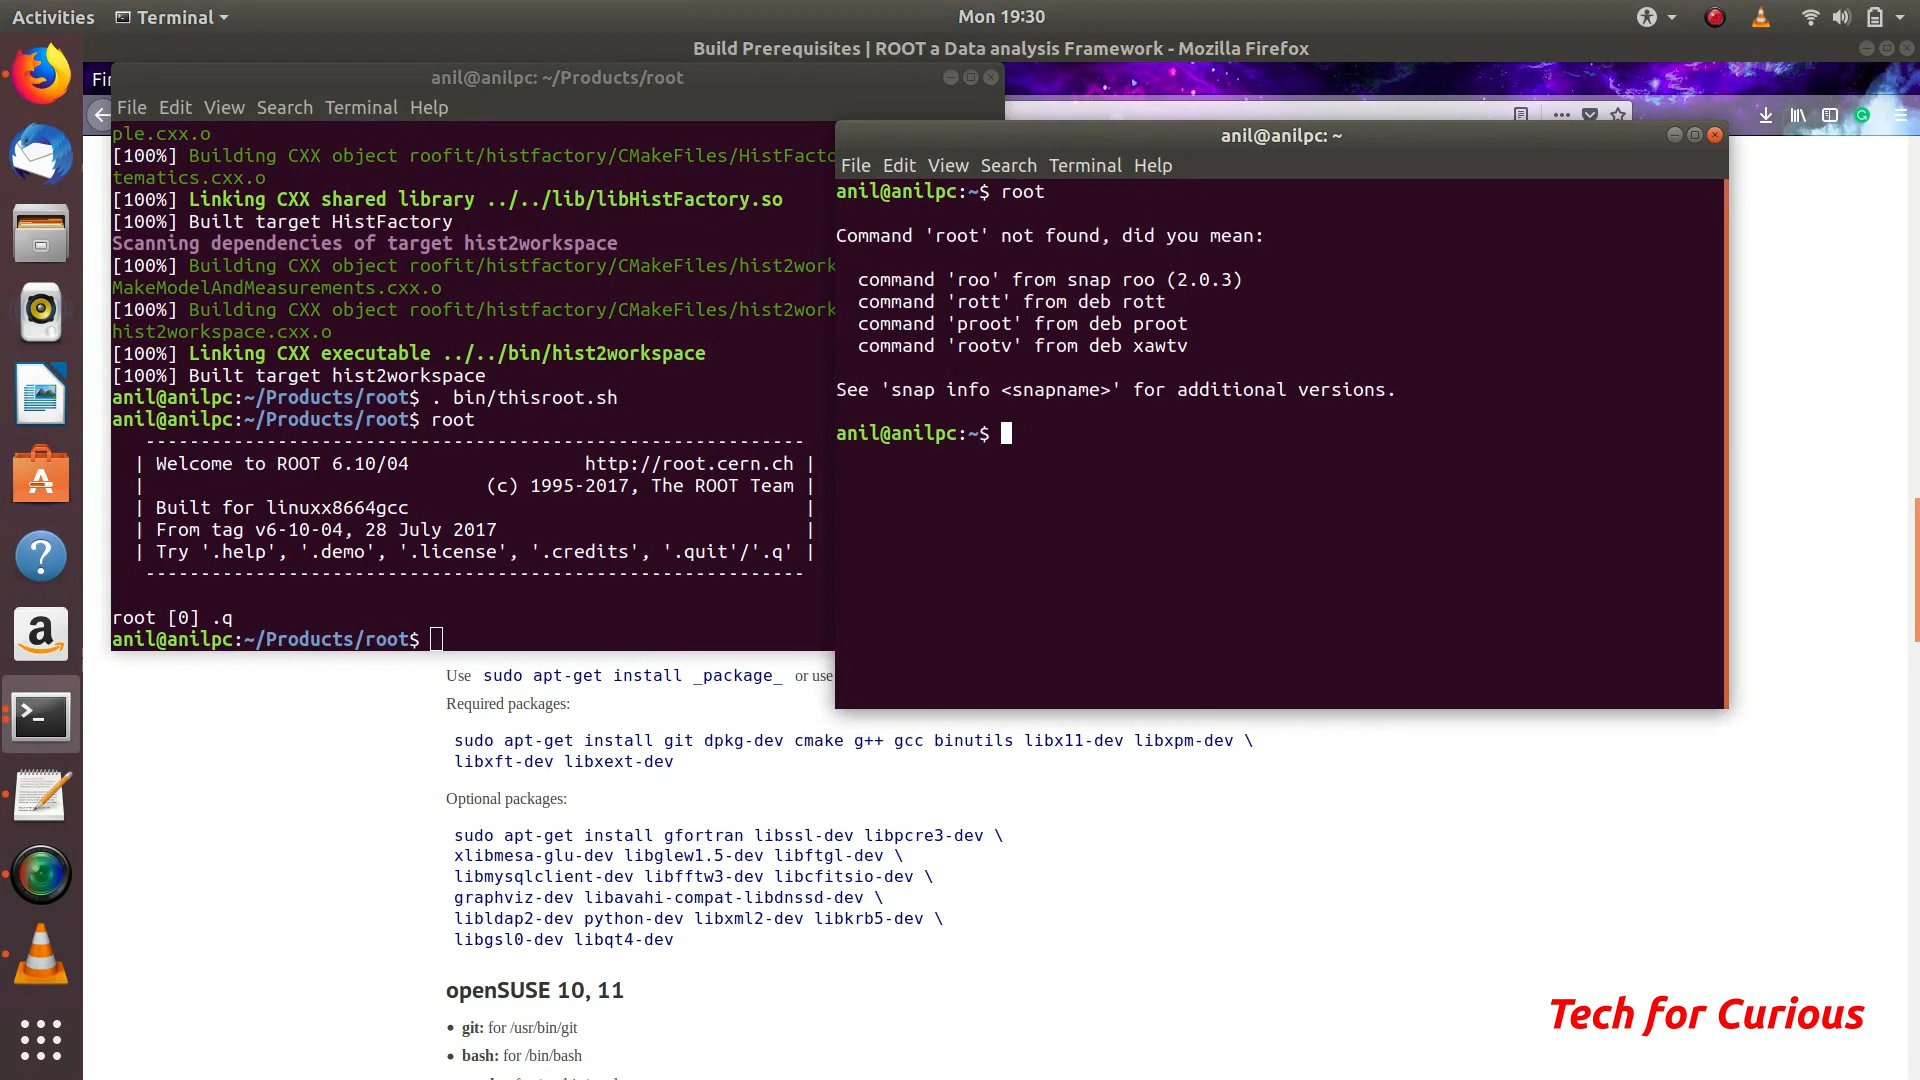 Activities
Terminal
Mon 19:30
Build Prerequisites | ROOT a Data analysis Framework - Mozilla Firefox
anil@anilpc: ~/Products/root
File Edit View Search Terminal Help
ple.cxx.o
[100%] Building CXX object roofit/histfactory/CMakeFiles/HistFacto
tematics.cxx.o
[100%] Linking CXX shared library ../../lib/libHistFactory.so
[100%] Built target HistFactory
Scanning dependencies of target hist2workspace
[100%] Building CXX object roofit/histfactory/CMakeFiles/hist2work
MakeModelAndMeasurements.cxx.o
[100%] Building CXX object roofit/histfactory/CMakeFiles/hist2work
hist2workspace.cxx.o
[100%] Linking CXX executable ../../bin/hist2workspace
[100%] Built target hist2workspace
anil@anilpc:~/Products/root$ . bin/thisroot.sh
anil@anilpc:~/Products/root$ root
------------------------------------------------------------
| Welcome to ROOT 6.10/04 http://root.cern.ch |
| (c) 1995-2017, The ROOT Team |
| Built for linuxx8664gcc |
| From tag v6-10-04, 28 July 2017 |
| Try '.help', '.demo', '.license', '.credits', '.quit'/'.q' |
------------------------------------------------------------
root [0] .q
anil@anilpc:~/Products/root$
anil@anilpc: ~
File Edit View Search Terminal Help
anil@anilpc:~$ root
Command 'root' not found, did you mean:
command 'roo' from snap roo (2.0.3)
command 'rott' from deb rott
command 'proot' from deb proot
command 'rootv' from deb xawtv
See 'snap info <snapname>' for additional versions.
anil@anilpc:~$
Use sudo apt-get install _package_ or use
Required packages:
sudo apt-get install git dpkg-dev cmake g++ gcc binutils libx11-dev libxpm-dev \
libxft-dev libxext-dev
Optional packages:
sudo apt-get install gfortran libssl-dev libpcre3-dev \
xlibmesa-glu-dev libglew1.5-dev libftgl-dev \
libmysqlclient-dev libfftw3-dev libcfitsio-dev \
graphviz-dev libavahi-compat-libdnssd-dev \
libldap2-dev python-dev libxml2-dev libkrb5-dev \
libgsl0-dev libqt4-dev
openSUSE 10, 11
• git: for /usr/bin/git
• bash: for /bin/bash
Tech for Curious